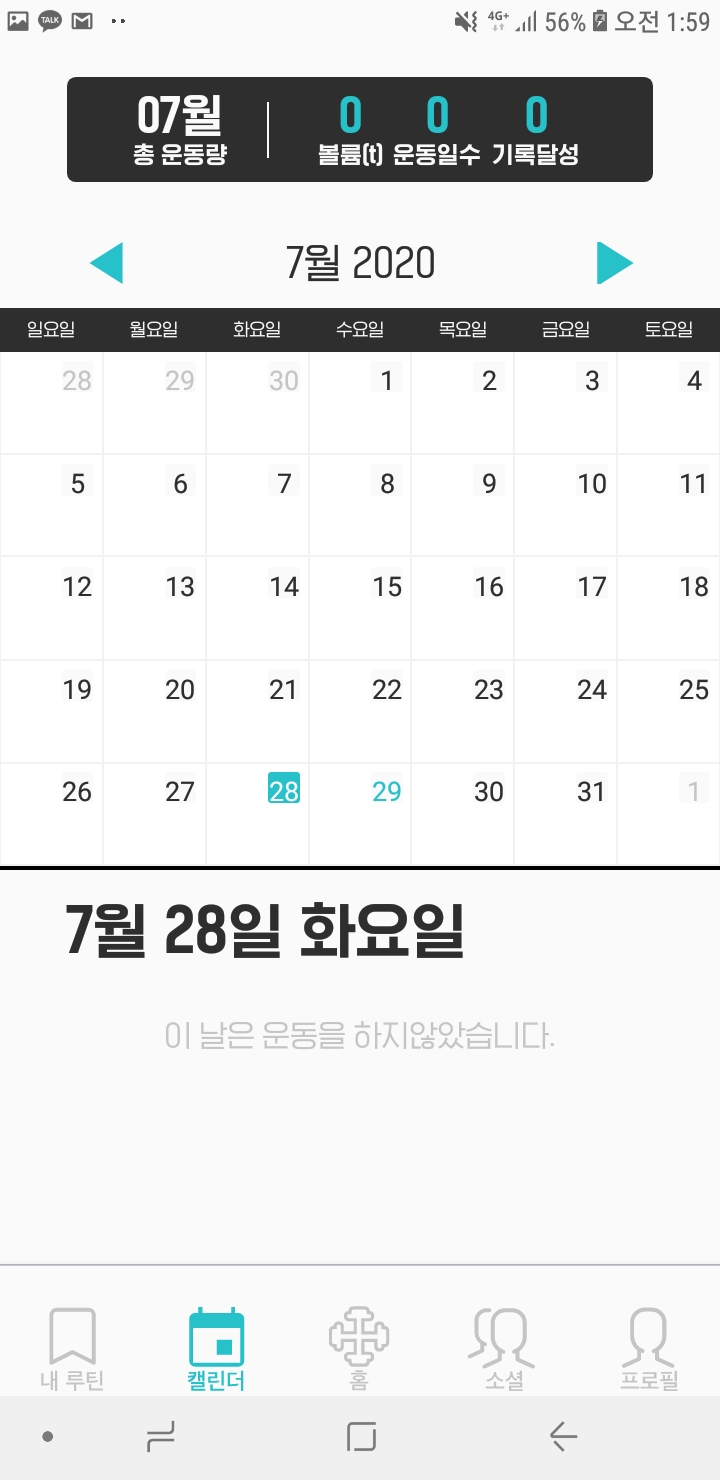 TALK 4G+ 56% 오전 1:59
07월 0 0 0
총 운동량 볼륨(t) 운동일수 기록달성
7월 2020
일요일 월요일 화요일 수요일 목요일 금요일 토요일
28 29 30 1 2 3 4
5 6 7 8 9 10 11
12 13 14 15 16 17 18
19 20 21 22 23 24 25
26 27 28 29 30 31 1
7월 28일 화요일
이 날은 운동을 하지않았습니다.
내 루틴 캘린더 홈 소셜 프로필